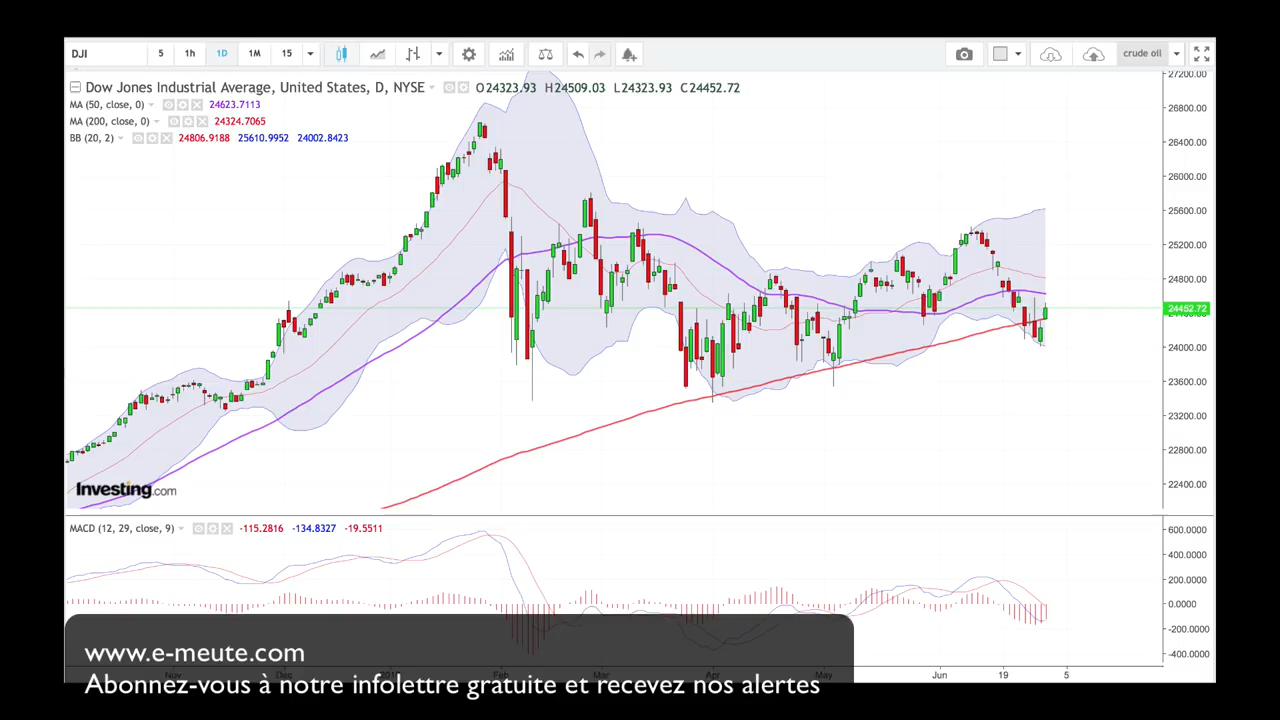 DJI 5 1h 1D 1M 15 crude oil
Dow Jones Industrial Average, United States, D, NYSE O24323.93 H24509.03 L24323.93 C24452.72
MA (50, close, 0) 24623.7113
MA (200, close, 0) 24324.7065
BB (20, 2) 24806.9188 25610.9952 24002.8423
27200.00
26800.00
26400.00
26000.00
25600.00
25200.00
24800.00
24452.72
24000.00
23600.00
23200.00
22800.00
22400.00
Investing.com
MACD (12, 29, close, 9) -115.2816 -134.8327 -19.5511
600.0000
400.0000
200.0000
0.0000
-200.0000
-400.0000
www.e-meute.com
Nov Dec Mar Apr May Jun 19 5
Abonnez-vous à notre infolettre gratuite et recevez nos alertes